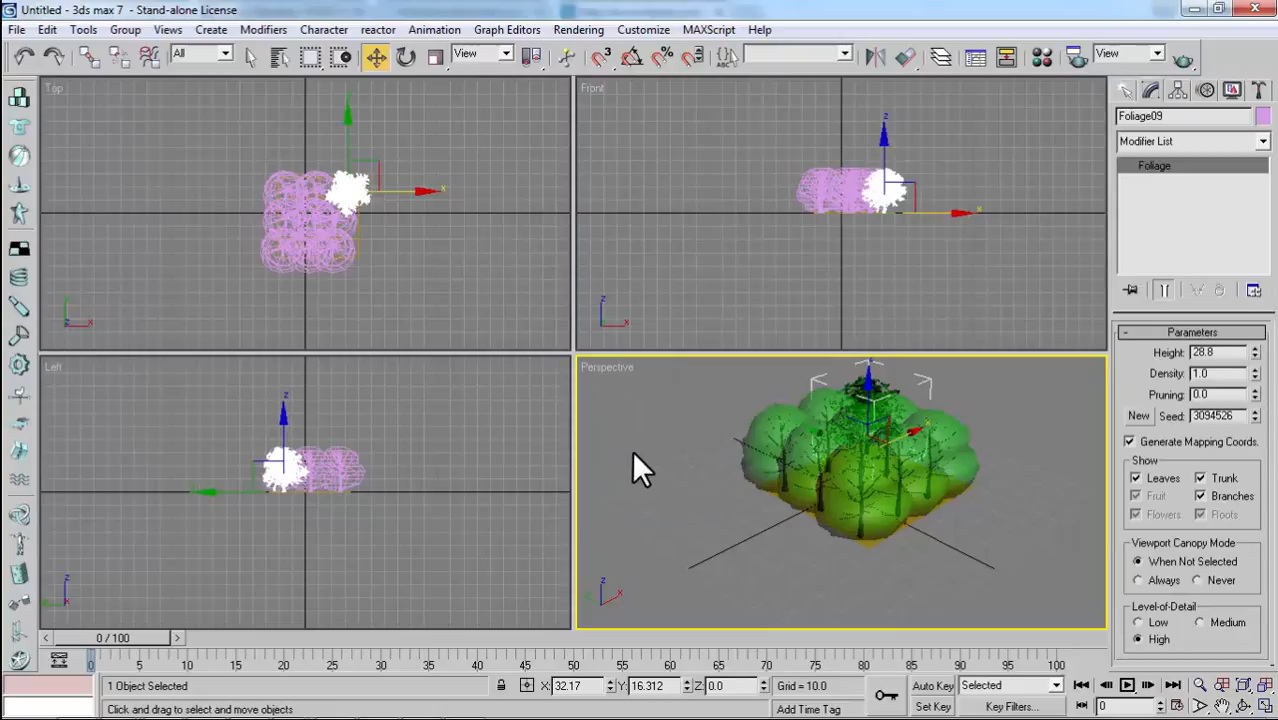 Untitled - 3ds max 7 - Stand-alone License
File Edit Tools Group Views Create Modifiers Character reactor Animation Graph Editors Rendering Customize MAXScript Help
All View View
Top Front
Foliage09
Modifier List
Foliage
y
x
z
x
z
x
Left Perspective
Parameters
Height: 28.8
Density: 1.0
Pruning: 0.0
New Seed: 3094526
Generate Mapping Coords.
Show
Leaves Trunk
Fruit Branches
Flowers Roots
Viewport Canopy Mode
When Not Selected
Always Never
Level-of-Detail
Low Medium
High
0 / 100
0 5 10 15 20 25 30 35 40 45 50 55 60 65 70 75 80 85 90 95 100
1 Object Selected X: 32.17 Y: 16.312 Z: 0.0 Grid = 10.0 Auto Key Selected
Click and drag to select and move objects Add Time Tag Set Key Key Filters... 0